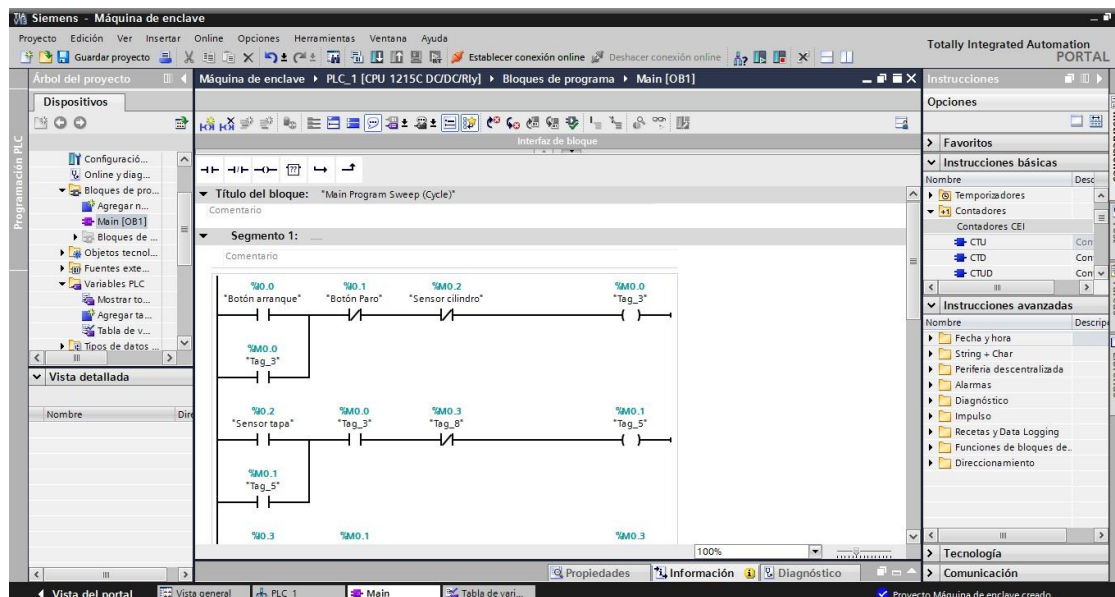 Siemens - Máquina de enclave
Proyecto Edición Ver Insertar Online Opciones Herramientas Ventana Ayuda
Guardar proyecto Establecer conexión online Deshacer conexión online
Totally Integrated Automation
PORTAL
Árbol del proyecto
Dispositivos
Programación PLC
Configuració...
Online y diag...
Bloques de pro...
Agregar n...
Main [OB1]
Bloques de ...
Objetos tecnol...
Fuentes exte...
Variables PLC
Mostrar to...
Agregar ta...
Tabla de v...
Tipos de datos ...
Vista detallada
Nombre Dire
Máquina de enclave PLC_1 [CPU 1215C DC/DC/Rly] Bloques de programa Main [OB1]
Interfaz de bloque
Título del bloque: "Main Program Sweep (Cycle)"
Comentario
Segmento 1: .....
Comentario
%I0.0 %I0.1 %M0.2 %M0.0
"Botón arranque" "Botón Paro" "Sensor cilindro" "Tag_3"
%M0.0
"Tag_3"
%I0.2 %M0.0 %M0.3 %M0.1
"Sensor tapa" "Tag_3" "Tag_8" "Tag_5"
%M0.1
"Tag_5"
%I0.3 %M0.1 %M0.3
100%
Propiedades Información Diagnóstico
Instrucciones
Opciones
Favoritos
Instrucciones básicas
Nombre Desc
Temporizadores
Contadores
Contadores CEI
CTU Con
CTD Con
CTUD Con
Instrucciones avanzadas
Nombre Descrip
Fecha y hora
String + Char
Periferia descentralizada
Alarmas
Diagnóstico
Impulso
Recetas y Data Logging
Funciones de bloques de..
Direccionamiento
Tecnología
Comunicación
Vista del portal Vista general PLC_1 Main Tabla de vari...
Proyecto Máquina de enclave creado